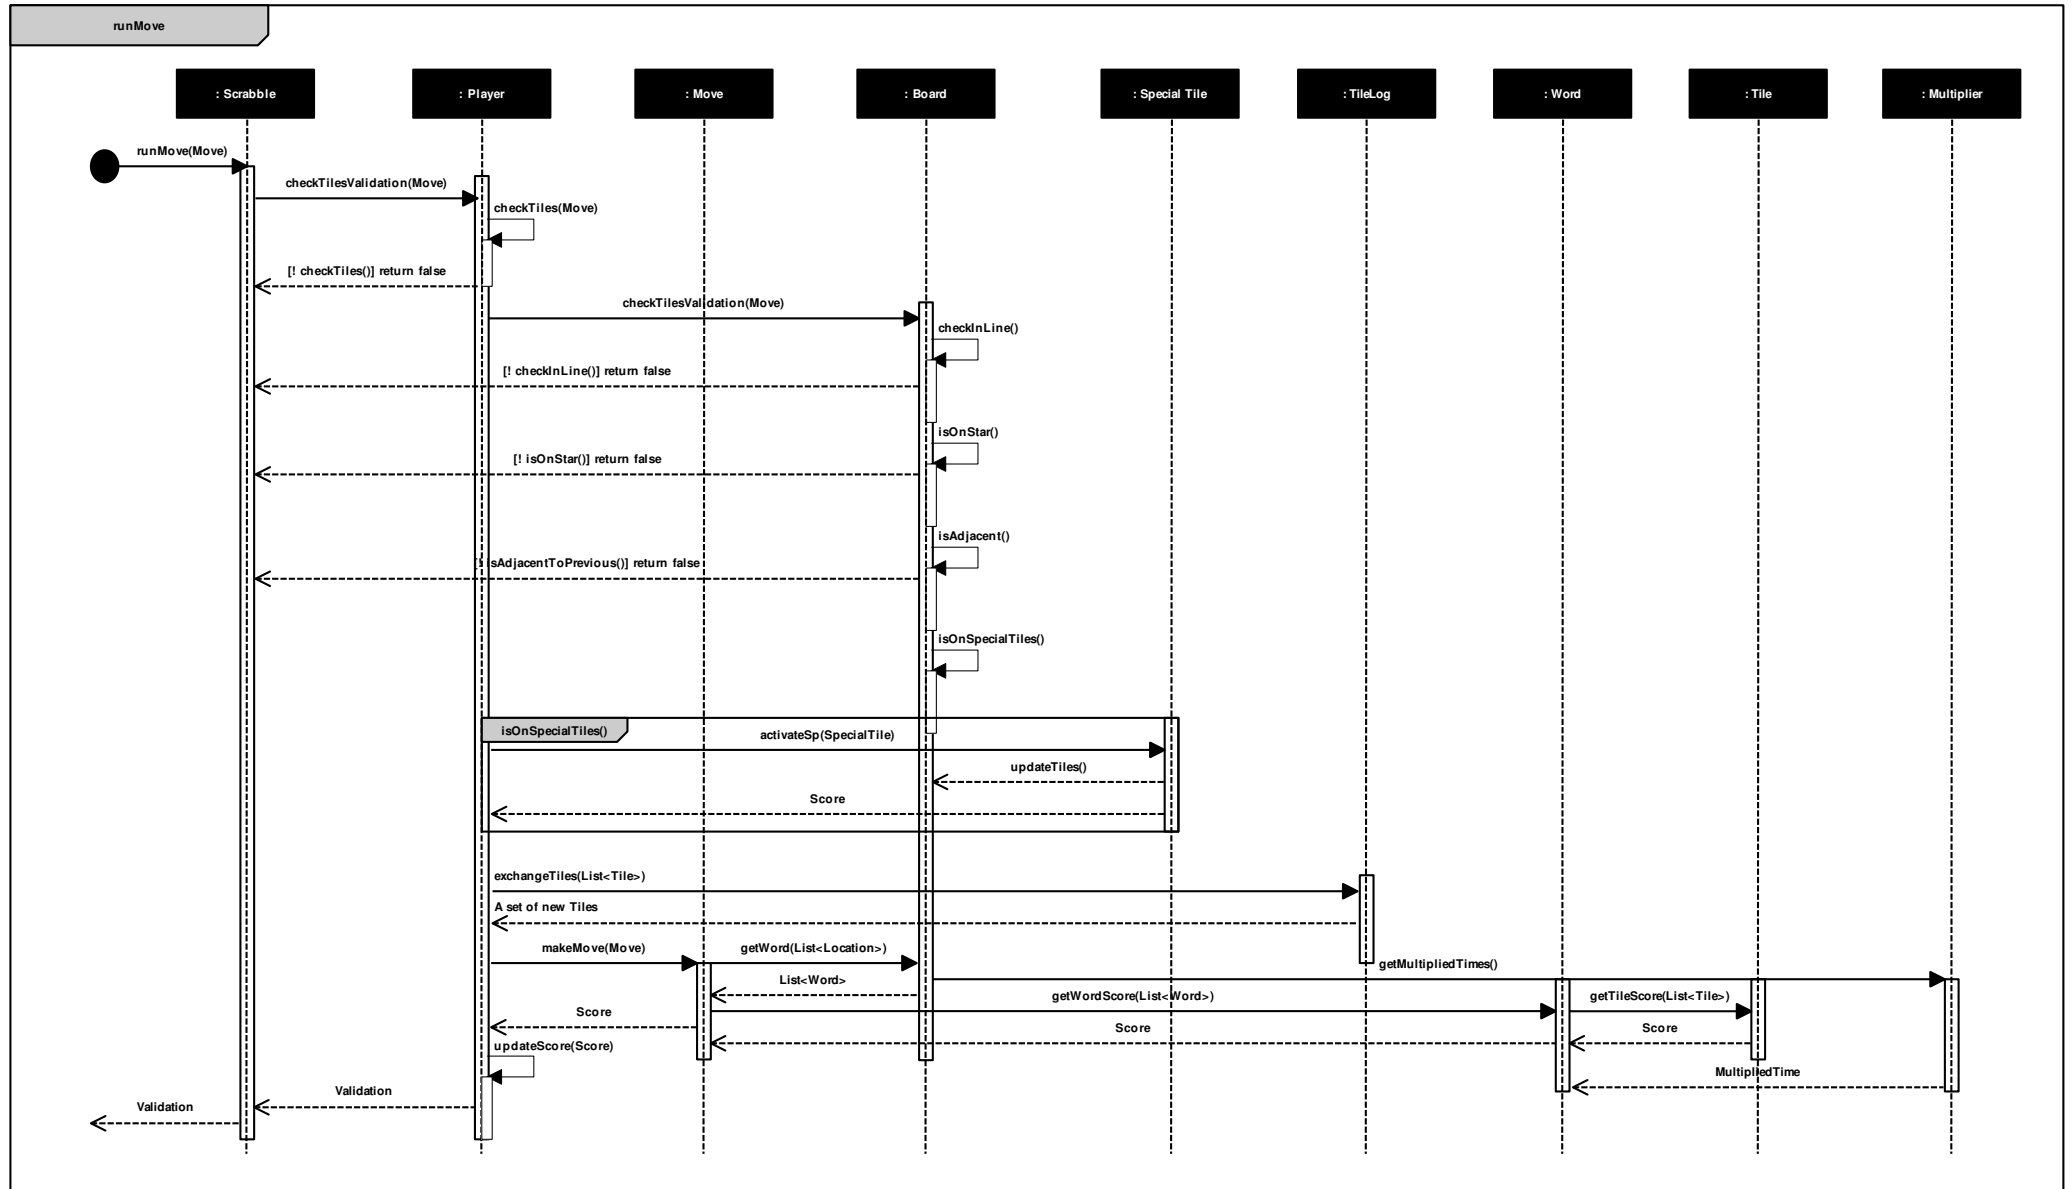 runMove
: Scrabble
: Player
: Move
: Board
: Special Tile
: TileLog
: Word
: Tile
: Multiplier
runMove(Move)
checkTilesValidation(Move)
checkTiles(Move)
[! checkTiles()] return false
checkTilesValidation(Move)
checkInLine()
[! checkInLine()] return false
isOnStar()
[! isOnStar()] return false
isAdjacent()
[! isAdjacentToPrevious()] return false
isOnSpecialTiles()
isOnSpecialTiles()
activateSp(SpecialTile)
updateTiles()
Score
exchangeTiles(List<Tile>)
A set of new Tiles
makeMove(Move)
getWord(List<Location>)
getMultipliedTimes()
List<Word>
getWordScore(List<Word>)
getTileScore(List<Tile>)
Score
Score
Score
updateScore(Score)
MultipliedTime
Validation
Validation